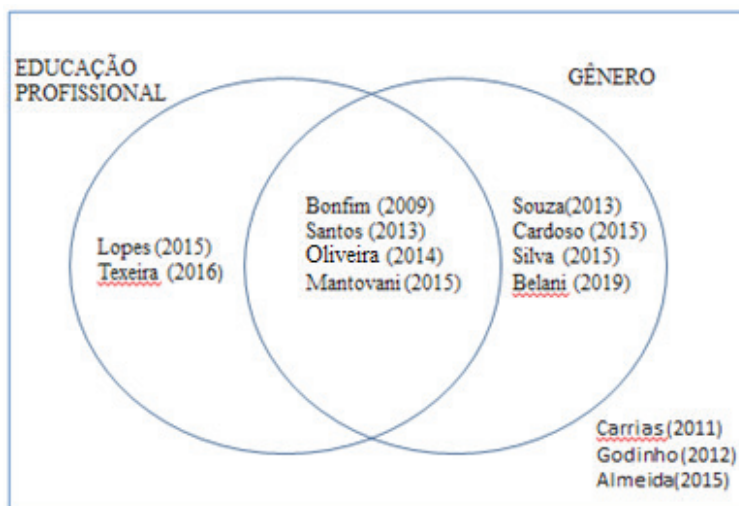 EDUCAÇÃO
PROFISSIONAL
GÊNERO
Lopes (2015)
Texeira (2016)
Bonfim (2009)
Santos (2013)
Oliveira (2014)
Mantovani (2015)
Souza(2013)
Cardoso (2015)
Silva (2015)
Belani (2019)
Carrias(2011)
Godinho(2012)
Almeida(2015)